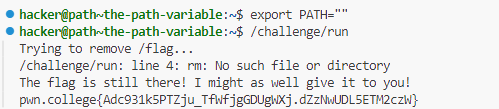 hacker@path~the-path-variable:~$ export PATH=""
hacker@path~the-path-variable:~$ /challenge/run
Trying to remove /flag...
/challenge/run: line 4: rm: No such file or directory
The flag is still there! I might as well give it to you!
pwn.college{Adc931k5PTZju_TfWfjgGDUgWXj.dZzNwUDL5ETM2czW}